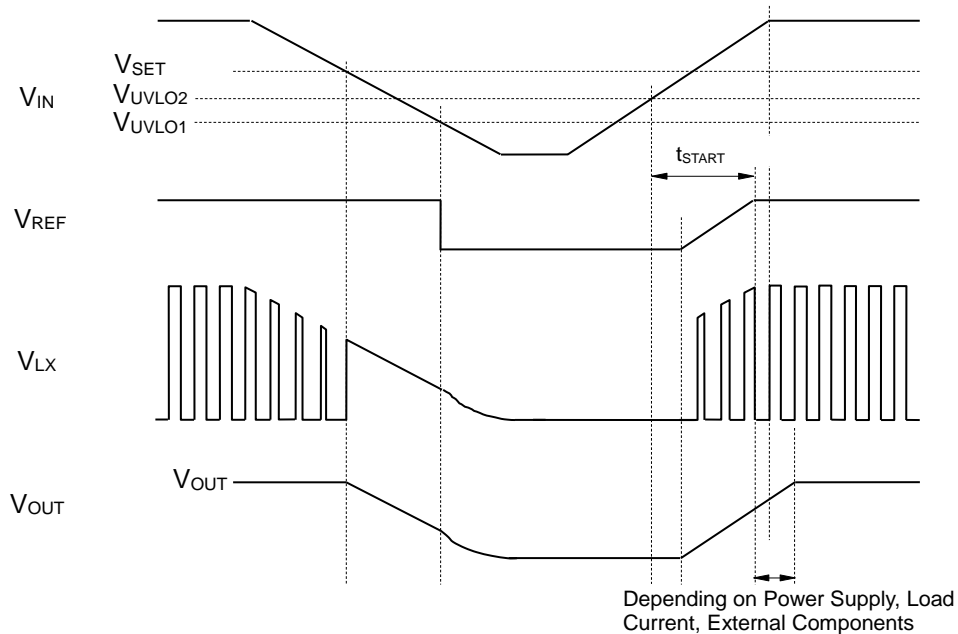 VSET
VIN
VUVLO2
VUVLO1
tSTART
VREF
VLX
VOUT
VOUT
Depending on Power Supply, Load
Current, External Components